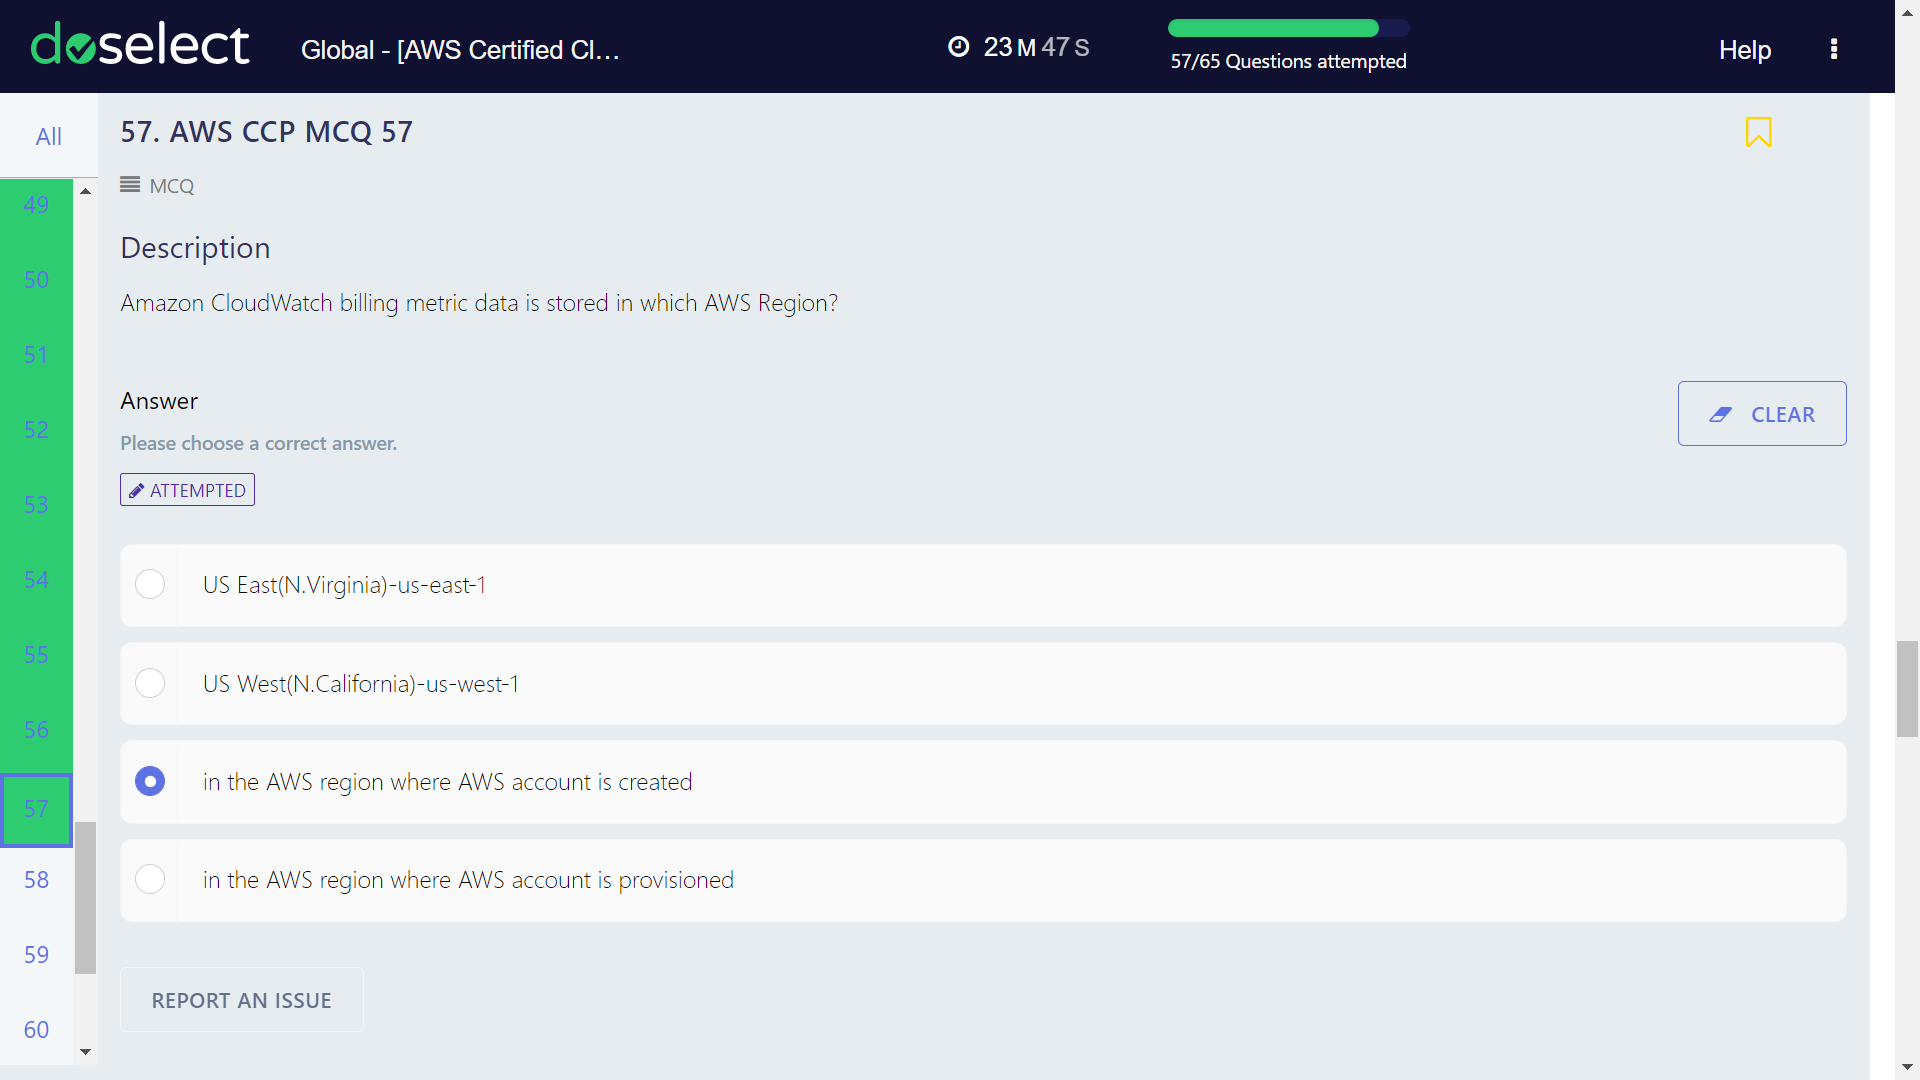 doselect
Global - [AWS Certified Cl...
23 M 47 S
57/65 Questions attempted
Help
All
49
50
51
52
53
54
55
56
57
58
59
60
57. AWS CCP MCQ 57
MCQ
Description
Amazon CloudWatch billing metric data is stored in which AWS Region?
Answer
Please choose a correct answer.
CLEAR
ATTEMPTED
US East(N.Virginia)-us-east-1
US West(N.California)-us-west-1
in the AWS region where AWS account is created
in the AWS region where AWS account is provisioned
REPORT AN ISSUE